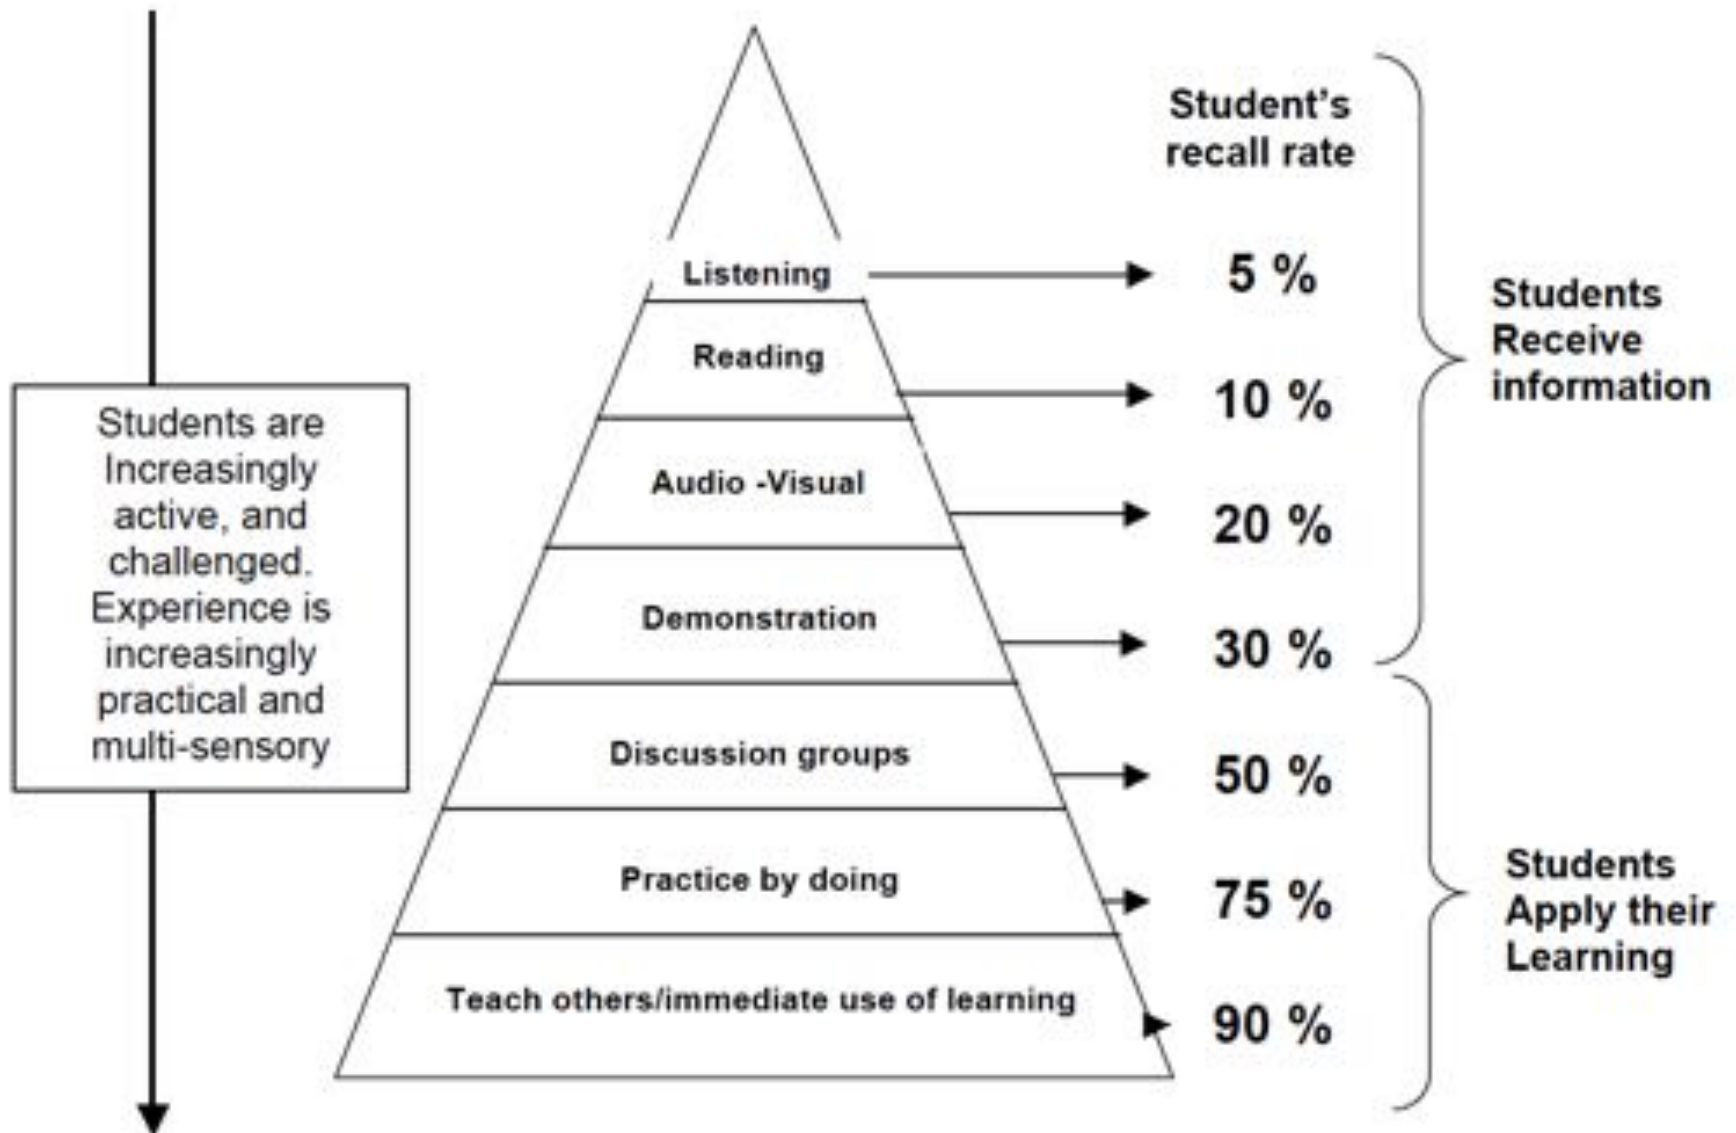 Student's
recall rate
Listening
5 %
Reading
10 %
Audio -Visual
20 %
Demonstration
30 %
Discussion groups
50 %
Practice by doing
75 %
Teach others/immediate use of learning
90 %
Students
Receive
information
Students
Apply their
Learning
Students are
Increasingly
active, and
challenged.
Experience is
increasingly
practical and
multi-sensory